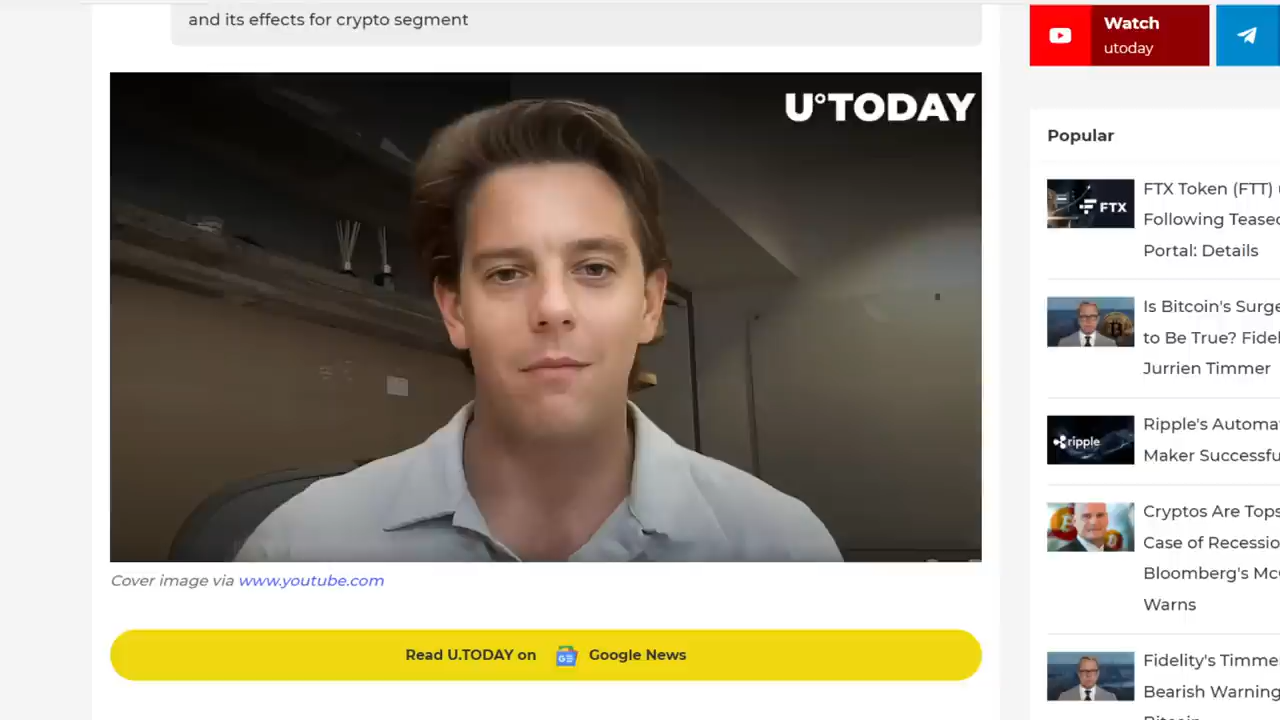 and its effects for crypto segment
U°TODAY
Cover image via www.youtube.com
Read U.TODAY on Google News
Watch
utoday
Popular
FTX
FTX Token (FTT)
Following Tease
Portal: Details
Is Bitcoin's Surge
to Be True? Fidel
Jurrien Timmer
ripple
Ripple's Automa
Maker Successfu
Cryptos Are Tops
Case of Recessio
Bloomberg's Mc
Warns
Fidelity's Timme
Bearish Warning